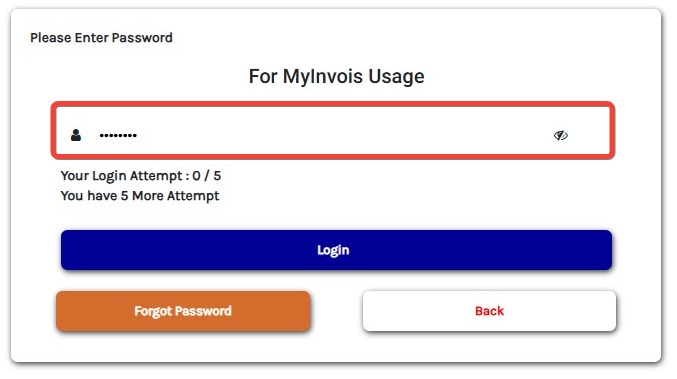 Please Enter Password
For MyInvois Usage
••••••••
Your Login Attempt : 0 / 5
You have 5 More Attempt
Login
Forgot Password
Back